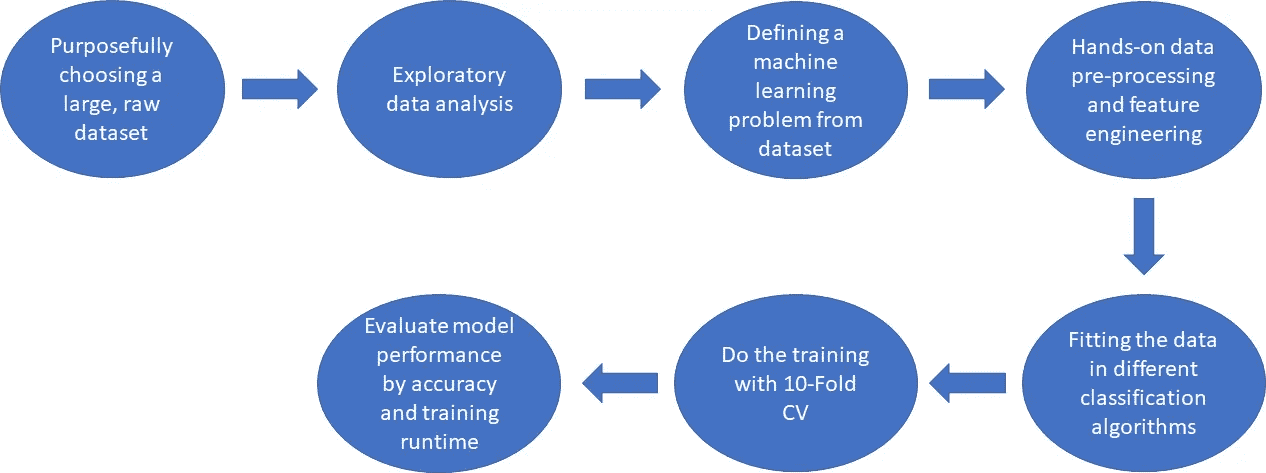 Purposefully
choosing a
large, raw
dataset
Exploratory
data analysis
Defining a
machine
learning
problem from
dataset
Hands-on data
pre-processing
and feature
engineering
Fitting the data
in different
classification
algorithms
Do the training
with 10-Fold
CV
Evaluate model
performance
by accuracy
and training
runtime